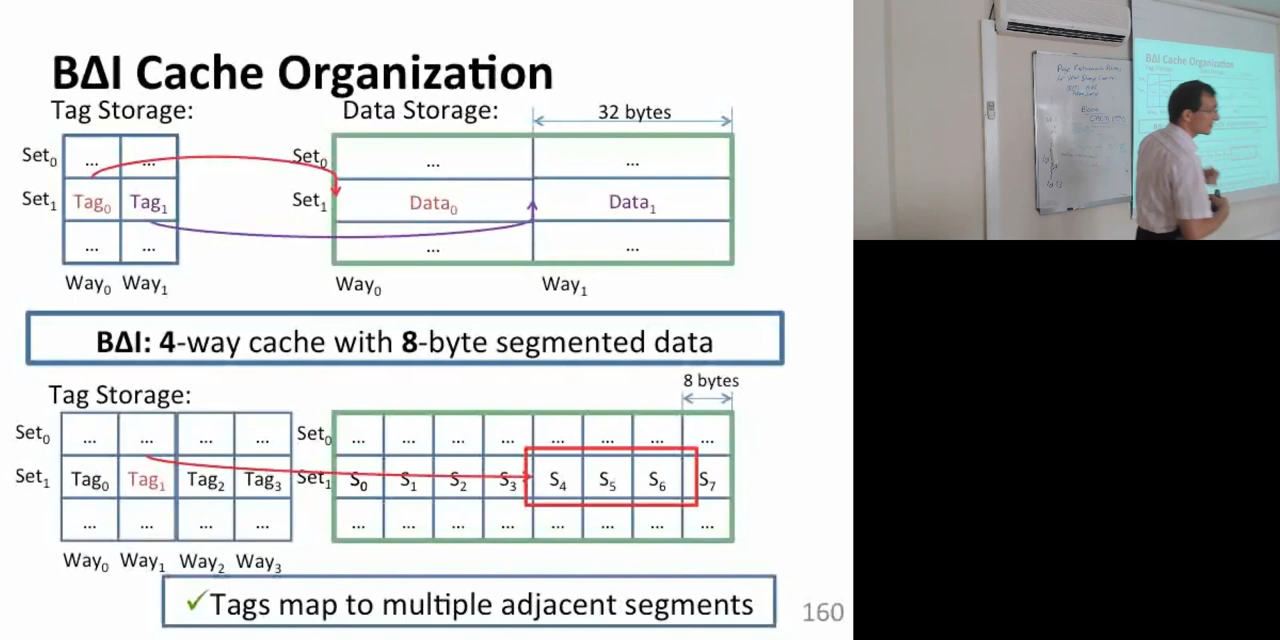 BΔI Cache Organization
Tag Storage: Data Storage: 32 bytes
Set₀ ... ... Set₀ ... ...
Set₁ Tag₀ Tag₁ Set₁ Data₀ Data₁
... ... ... ...
Way₀ Way₁ Way₀ Way₁
BΔI: 4-way cache with 8-byte segmented data
Tag Storage: 8 bytes
Set₀ ... ... ... ... Set₀ ... ... ... ... ... ... ... ...
Set₁ Tag₀ Tag₁ Tag₂ Tag₃ Set₁ S₀ S₁ S₂ S₃ S₄ S₅ S₆ S₇
... ... ... ... ... ... ... ... ... ... ... ...
Way₀ Way₁ Way₂ Way₃
✓Tags map to multiple adjacent segments
160
BΔI Cache Organization